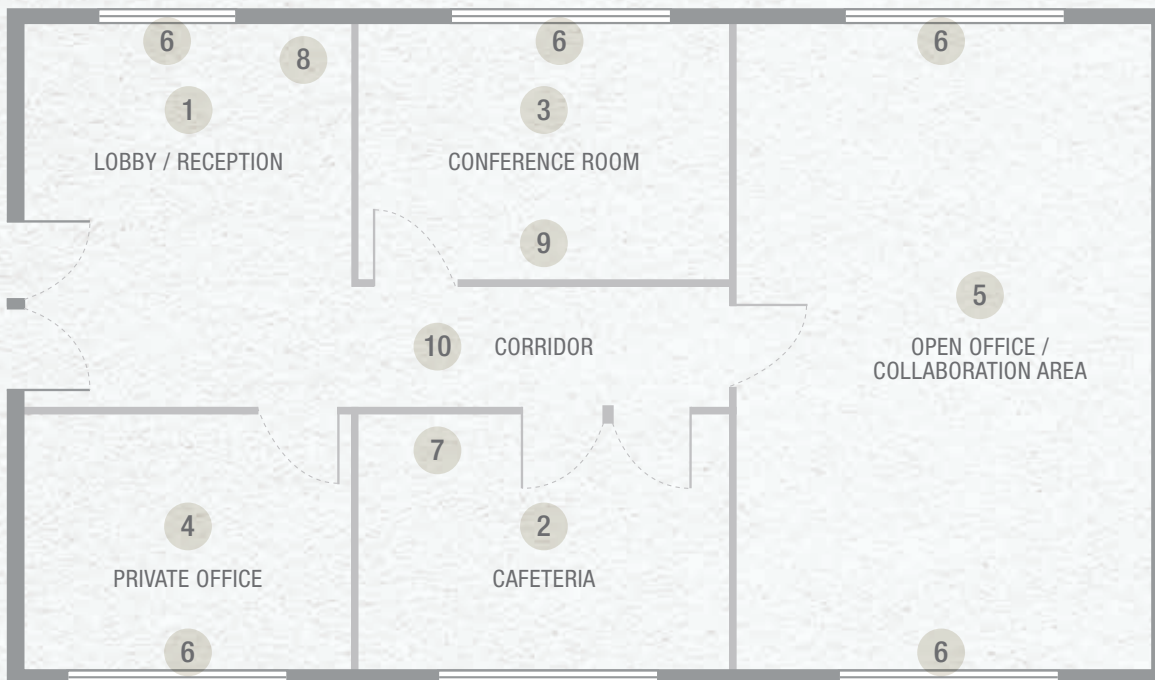 6
6
6
8
1
3
LOBBY / RECEPTION
CONFERENCE ROOM
9
5
10
CORRIDOR
OPEN OFFICE /
COLLABORATION AREA
7
4
2
PRIVATE OFFICE
CAFETERIA
6
6